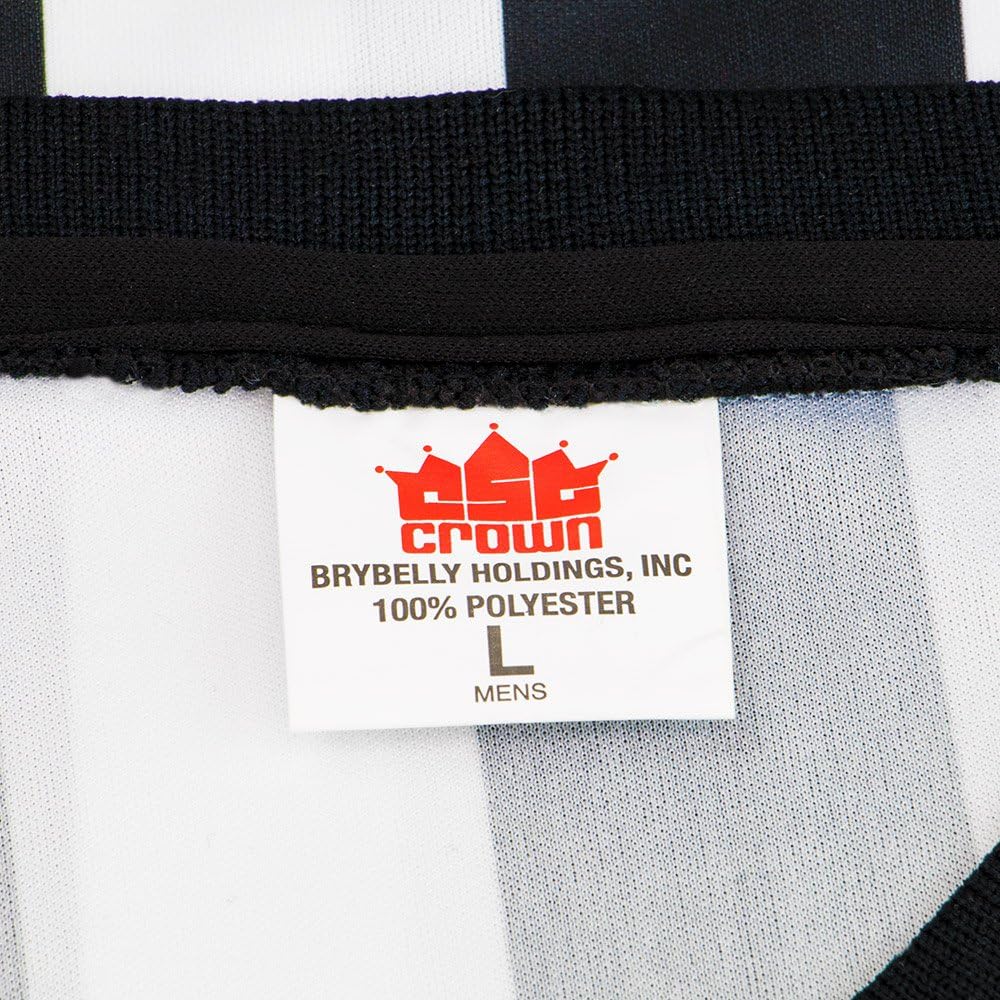 CSG
crown
BRYBELLY HOLDINGS, INC
100% POLYESTER
L
MENS